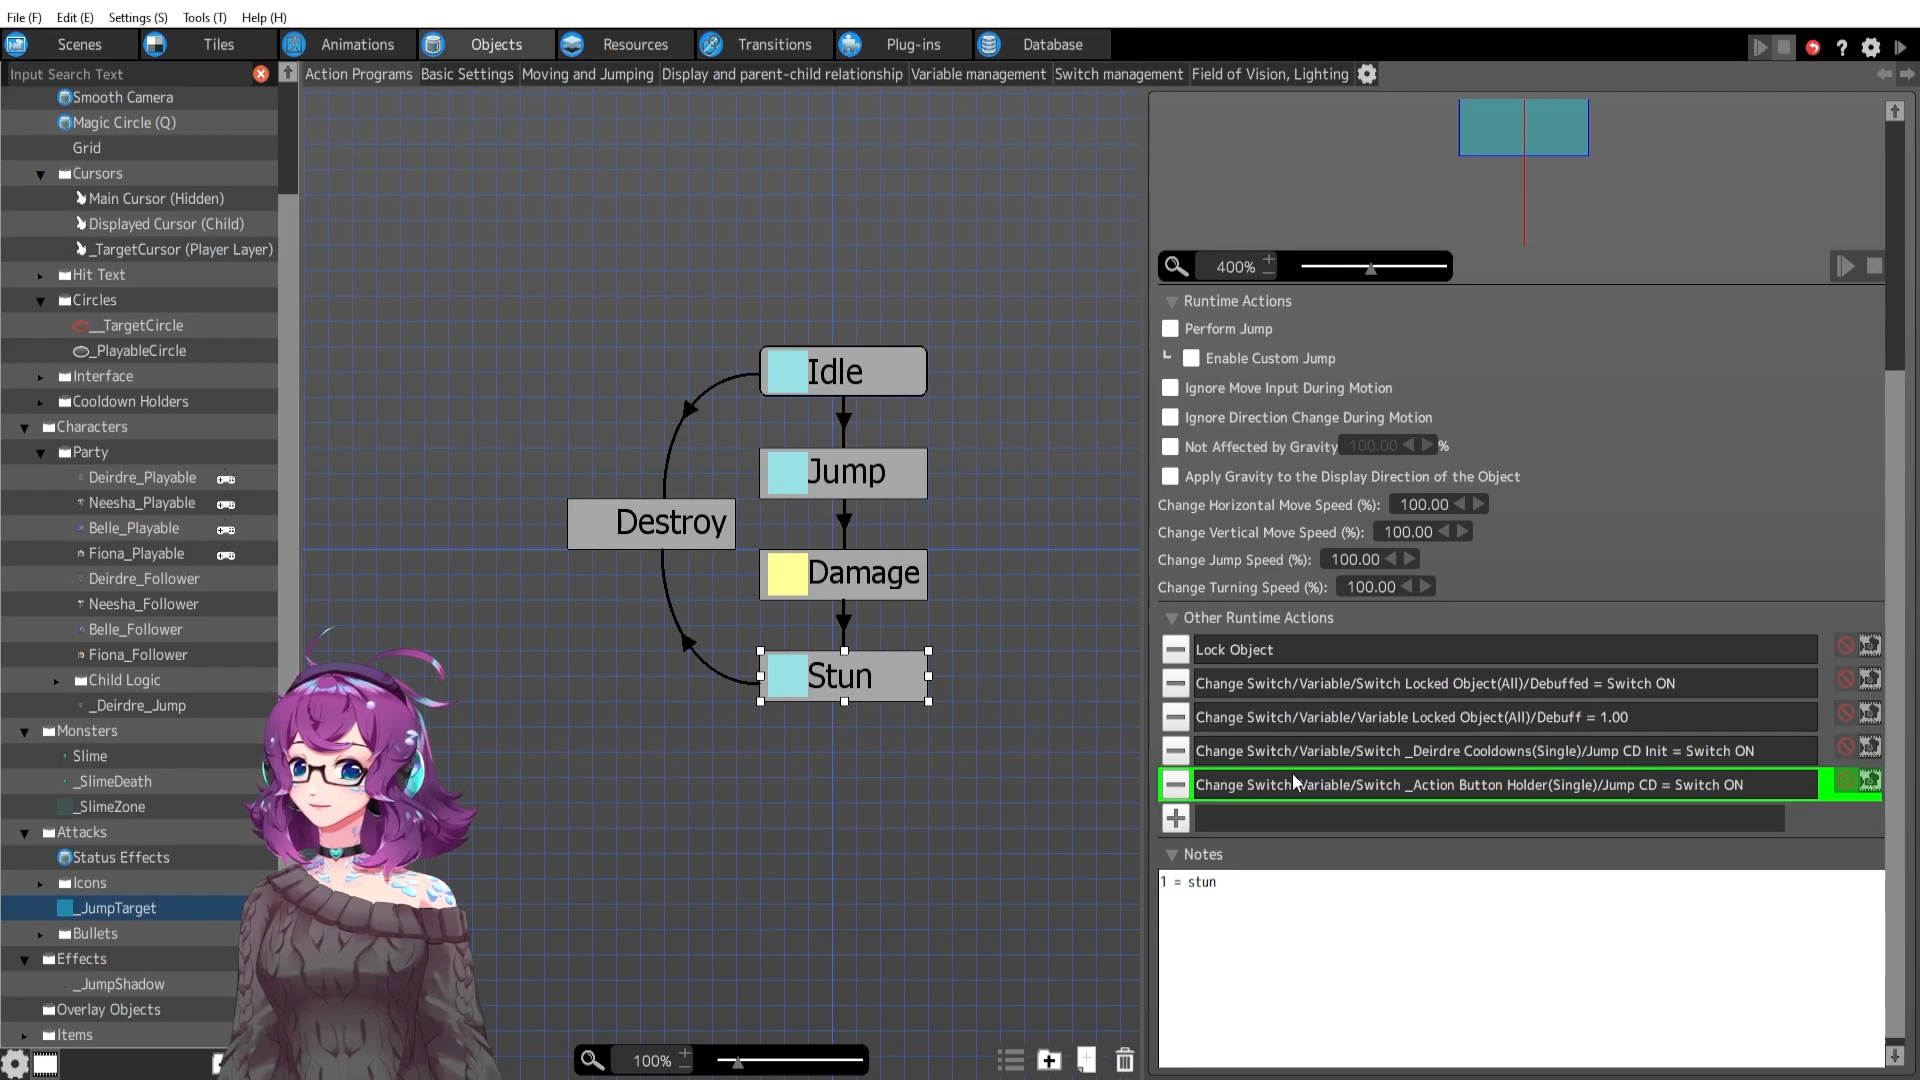 File (F) Edit (E) Settings (S) Tools (T) Help (H)
Scenes Tiles Animations Objects Resources Transitions Plug-ins Database
Input Search Text
Action Programs Basic Settings Moving and Jumping Display and parent-child relationship Variable management Switch management Field of Vision, Lighting
Smooth Camera
Magic Circle (Q)
Grid
Cursors
Main Cursor (Hidden)
Displayed Cursor (Child)
_TargetCursor (Player Layer)
Hit Text
Circles
__TargetCircle
_PlayableCircle
Interface
Cooldown Holders
Characters
Party
Deirdre_Playable
Neesha_Playable
Belle_Playable
Fiona_Playable
Deirdre_Follower
Neesha_Follower
Belle_Follower
Fiona_Follower
Child Logic
_Deirdre_Jump
Monsters
Slime
_SlimeDeath
_SlimeZone
Attacks
Status Effects
Icons
_JumpTarget
Bullets
Effects
_JumpShadow
Overlay Objects
Items
Idle
Jump
Destroy
Damage
Stun
100%
400%
Runtime Actions
Perform Jump
Enable Custom Jump
Ignore Move Input During Motion
Ignore Direction Change During Motion
Not Affected by Gravity 100.00 %
Apply Gravity to the Display Direction of the Object
Change Horizontal Move Speed (%): 100.00
Change Vertical Move Speed (%): 100.00
Change Jump Speed (%): 100.00
Change Turning Speed (%): 100.00
Other Runtime Actions
Lock Object
Change Switch/Variable/Switch Locked Object(All)/Debuffed = Switch ON
Change Switch/Variable/Variable Locked Object(All)/Debuff = 1.00
Change Switch/Variable/Switch _Deirdre Cooldowns(Single)/Jump CD Init = Switch ON
Change Switch/Variable/Switch _Action Button Holder(Single)/Jump CD = Switch ON
Notes
1 = stun